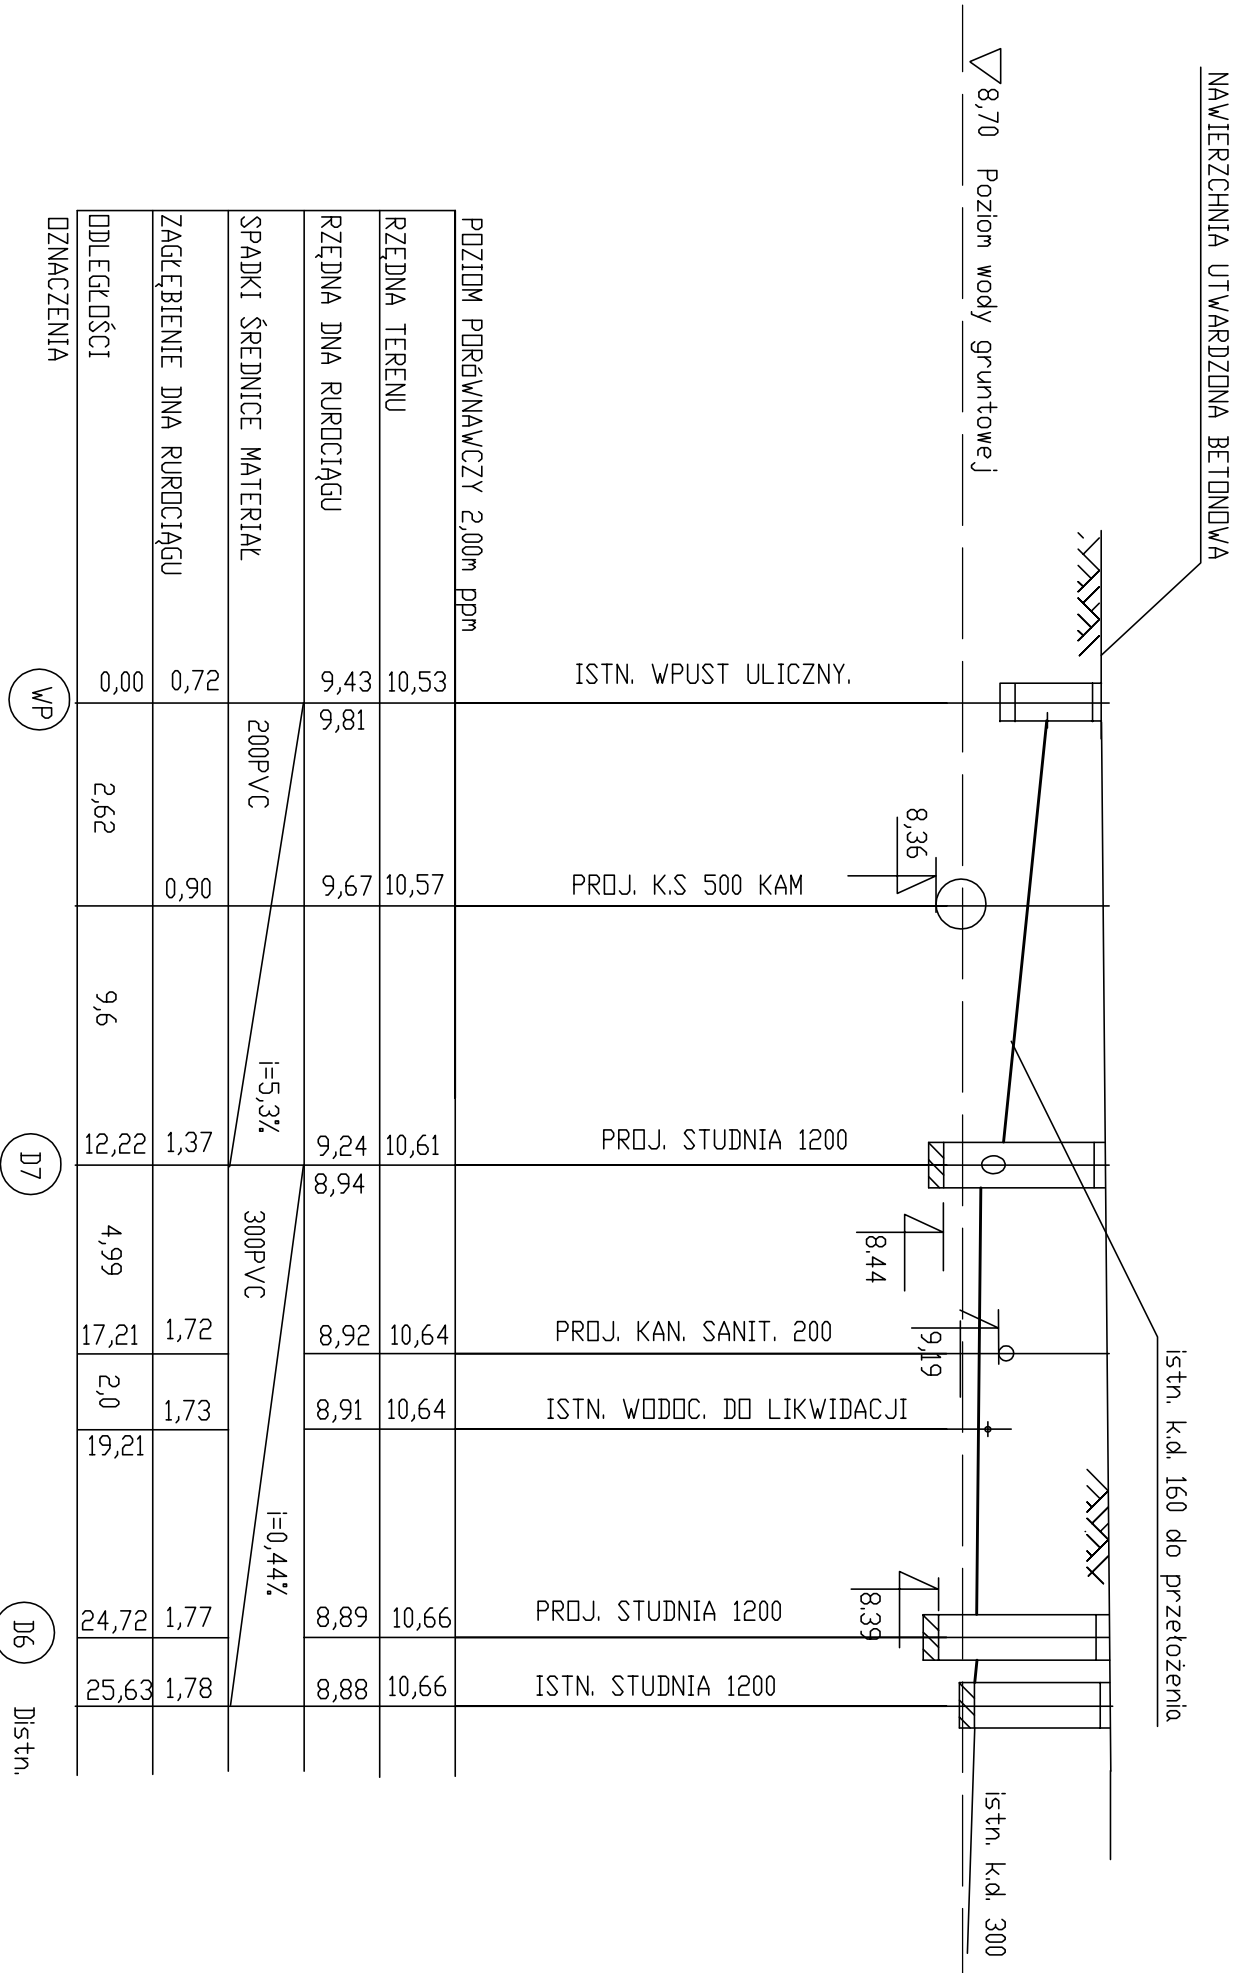 NAWIERZCHNIA UTWARDZONA BETONOWA
8,70 Poziom wody gruntowej
istn. k.d. 160 do przełożenia
istn. k.d. 300
8,36
8.44
9,19
8.39
ISTN. WPUST ULICZNY.
PROJ. K.S 500 KAM
PROJ. STUDNIA 1200
PROJ. KAN. SANIT. 200
ISTN. WODOC. DO LIKWIDACJI
PROJ. STUDNIA 1200
ISTN. STUDNIA 1200
POZIOM PORÓWNAWCZY 2,00m ppm
RZĘDNA TERENU
10,53 10,57 10,61 10,64 10,64 10,66 10,66
RZĘDNA DNA RUROCIĄGU
9,43 9,81 9,67 9,24 8,94 8,92 8,91 8,89 8,88
SPADKI ŚREDNICE MATERIAŁ
200PVC i=5,3% 300PVC i=0,44%
ZAGŁĘBIENIE DNA RUROCIĄGU
0,72 0,90 1,37 1,72 1,73 1,77 1,78
ODLEGŁOŚCI
0,00 2,62 9,6 12,22 4,99 17,21 2,0 19,21 24,72 25,63
OZNACZENIA
WP D7 D6 Distn.